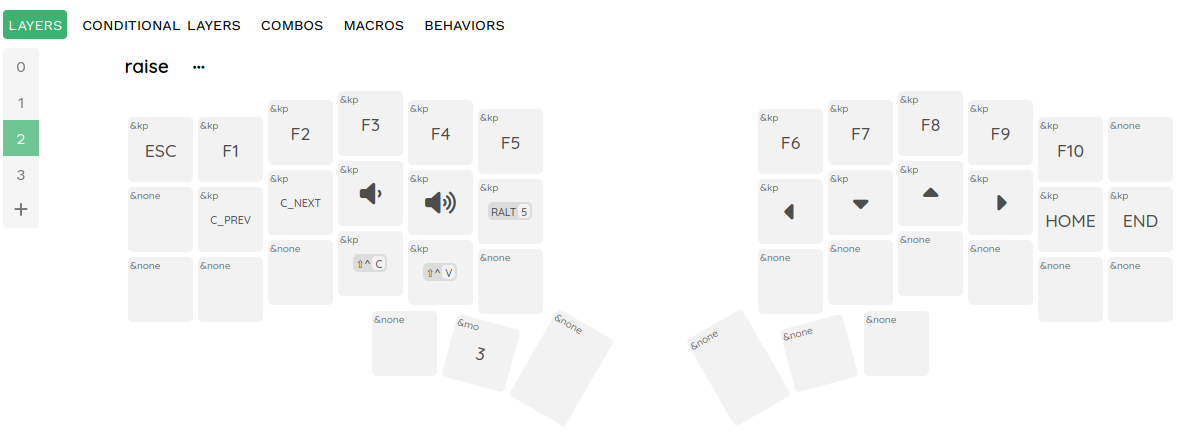 LAYERS CONDITIONAL LAYERS COMBOS MACROS BEHAVIORS
0
1
2
3
+
raise ...
&kp ESC &kp F1 &kp F2 &kp F3 &kp F4 &kp F5 &kp F6 &kp F7 &kp F8 &kp F9 &kp F10 &none
&none &kp C_PREV &kp C_NEXT &kp &kp &kp RALT 5 &kp &kp &kp &kp &kp HOME &kp END
&none &none &none &kp ⇧^ C &kp ⇧^ V &none &none &none &none &none &none &none
&none &mo 3 &none &none &none &none